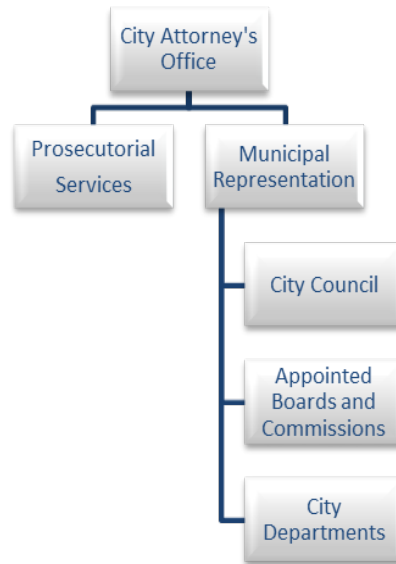 City Attorney's
Office
Prosecutorial
Services
Municipal
Representation
City Council
Appointed
Boards and
Commissions
City
Departments